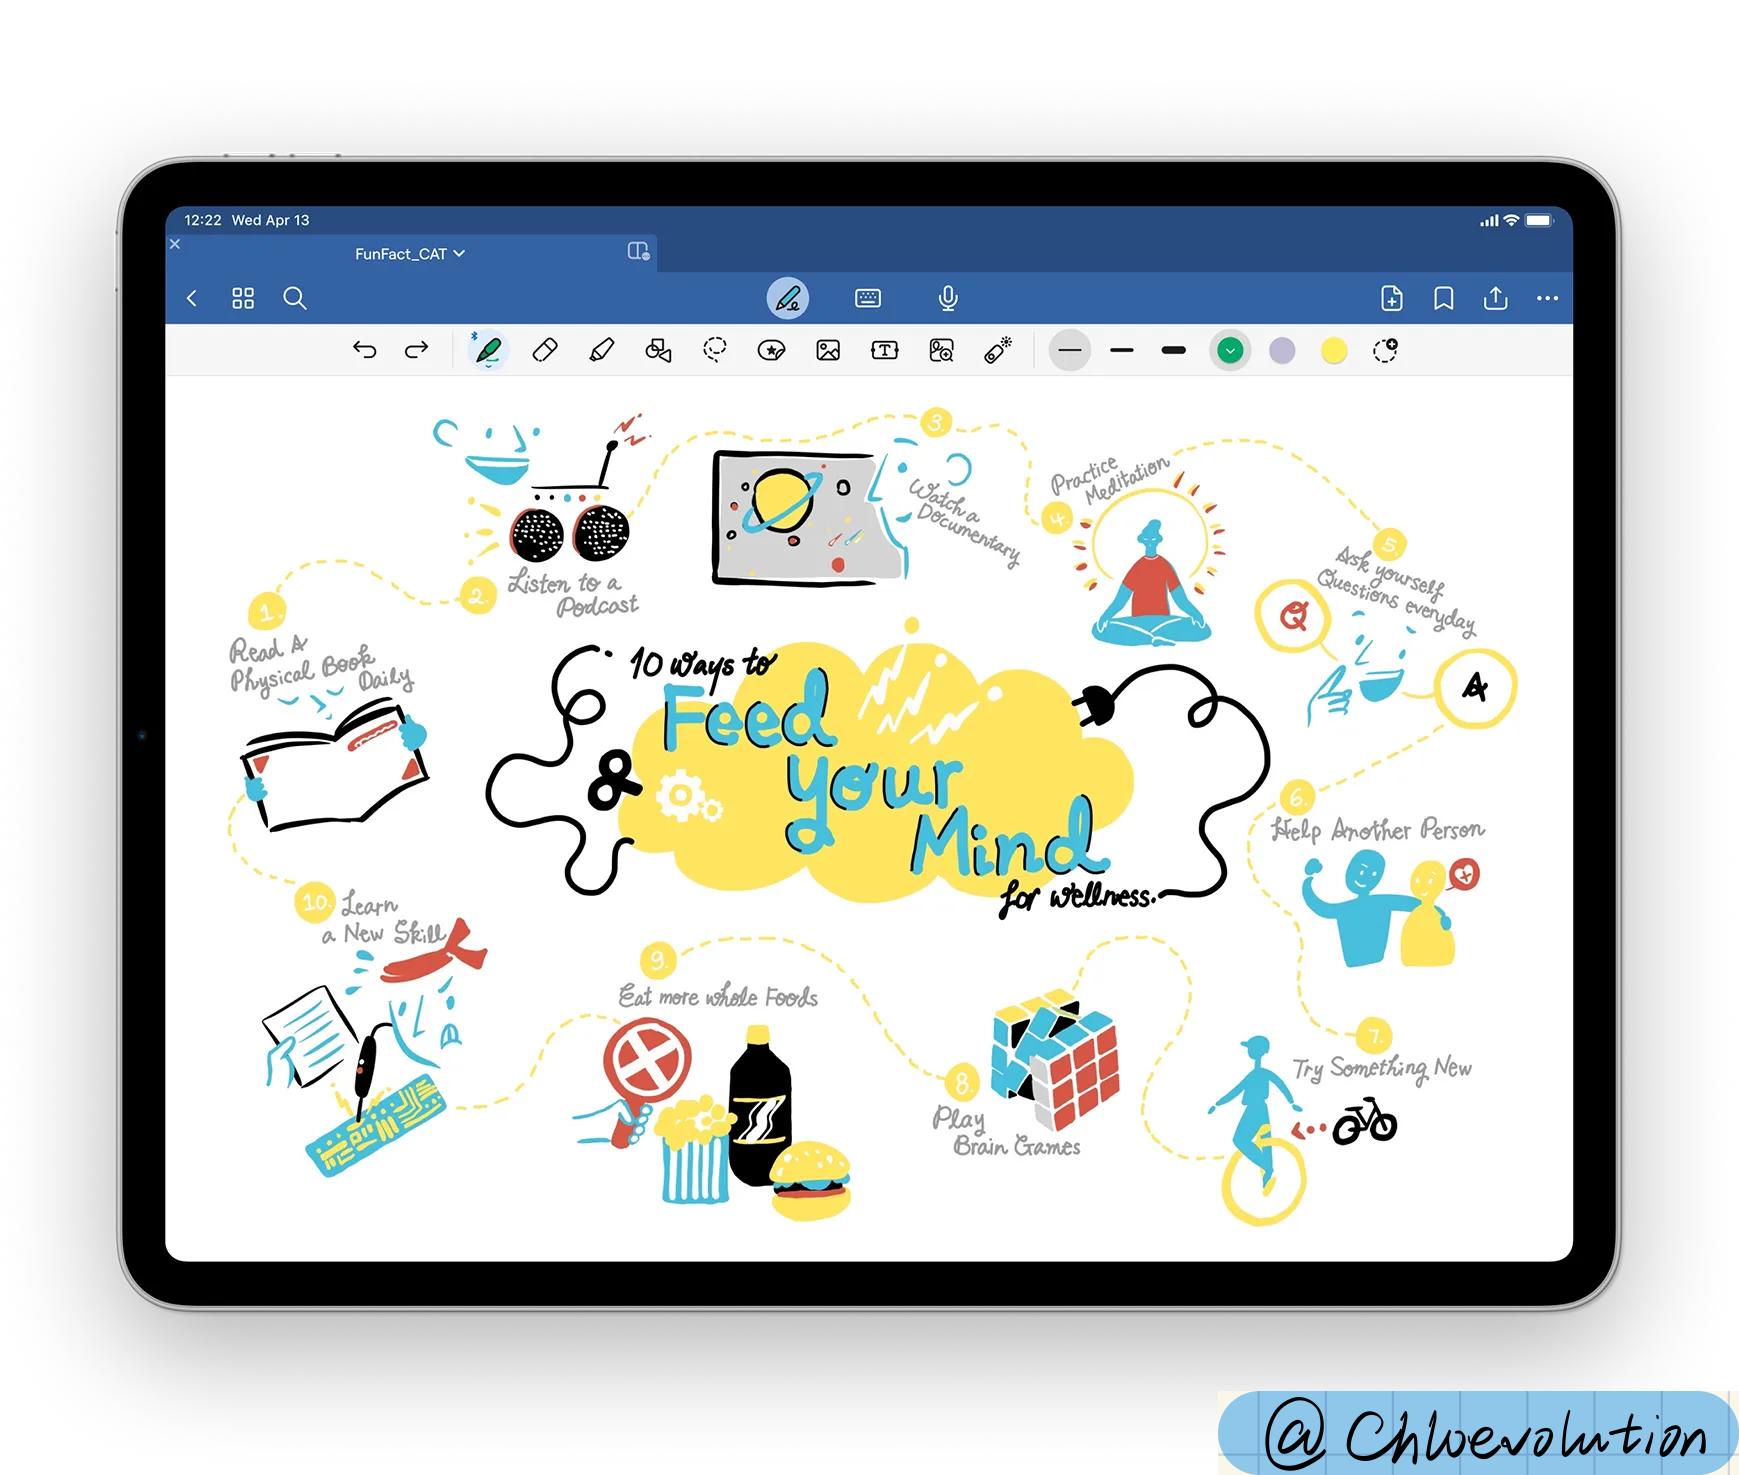 12:22 Wed Apr 13
FunFact_CAT
1.
Read A
Physical Book
Daily
2.
Listen to a
Podcast
3.
Watch a
Documentary
4.
Practice
Meditation
5.
Ask yourself
Questions everyday
Q
A
10 ways to
&
Feed
your
Mind
for wellness.
6.
Help Another Person
7.
Try Something New
8.
Play
Brain Games
9.
Eat more whole Foods
10.
Learn
a New Skill
@Chloevolution